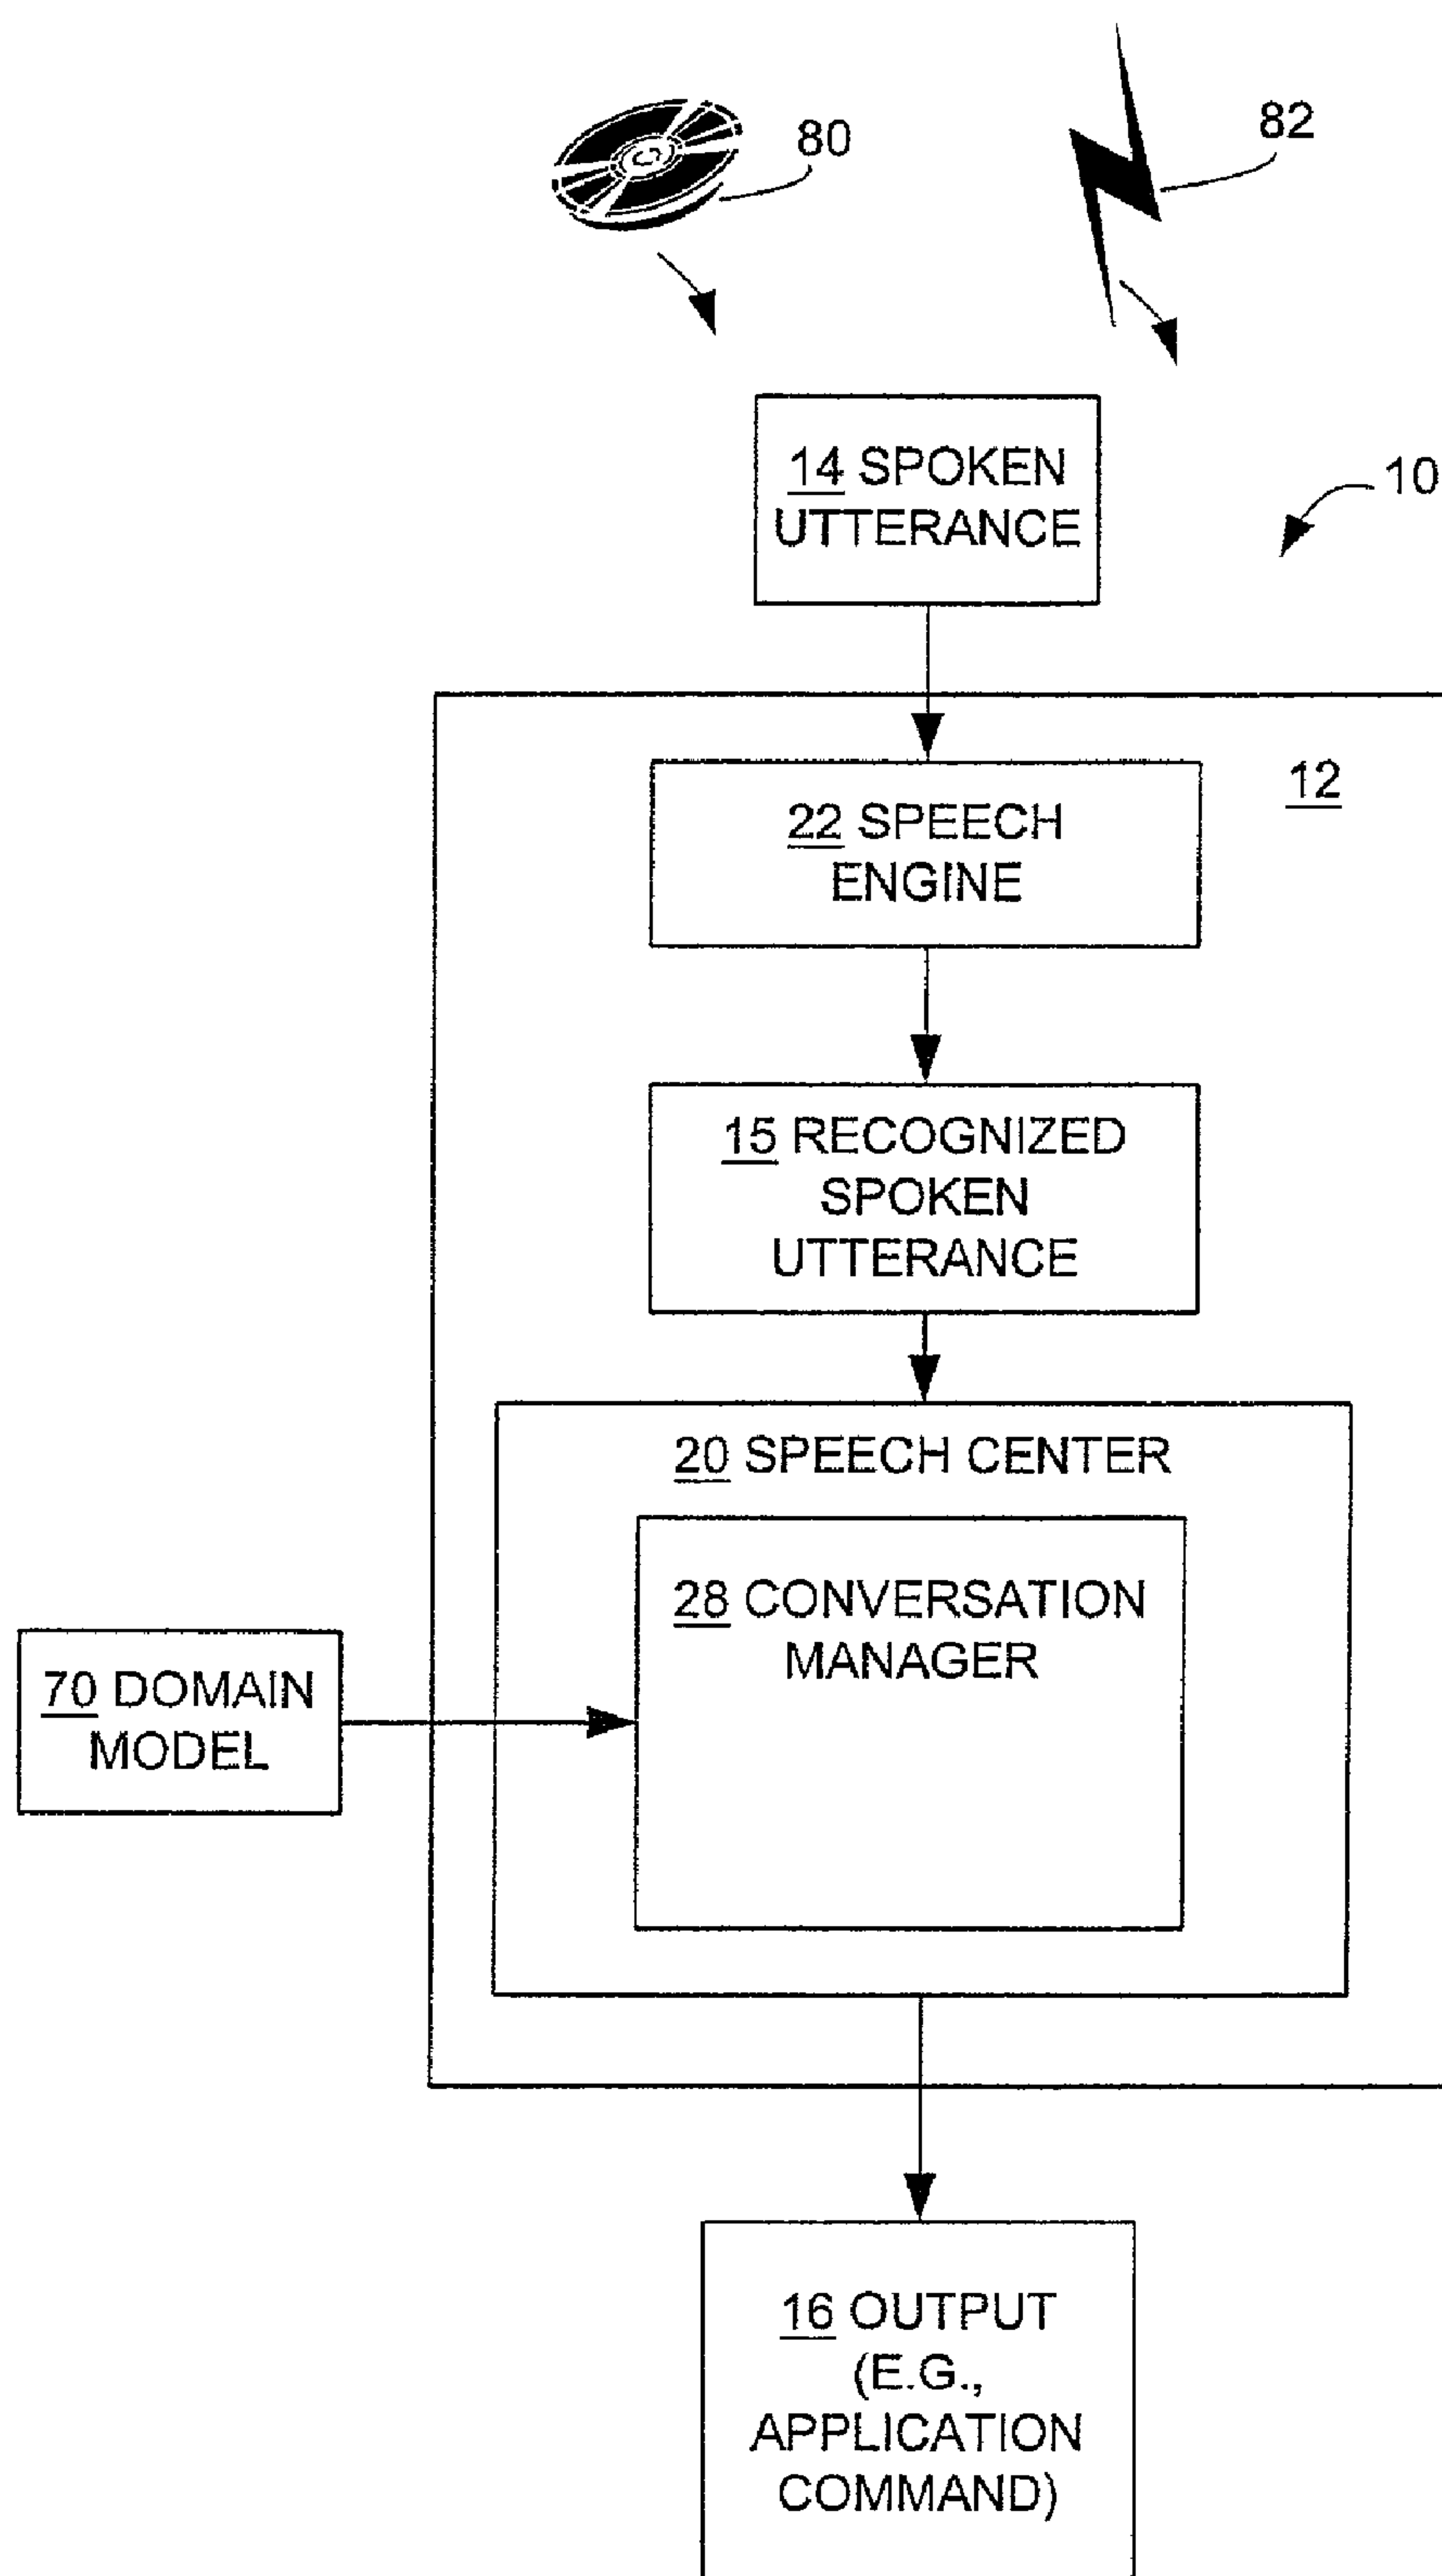 80
82
14 SPOKEN
UTTERANCE
10
12
22 SPEECH
ENGINE
15 RECOGNIZED
SPOKEN
UTTERANCE
20 SPEECH CENTER
28 CONVERSATION
MANAGER
70 DOMAIN
MODEL
16 OUTPUT
(E.G.,
APPLICATION
COMMAND)